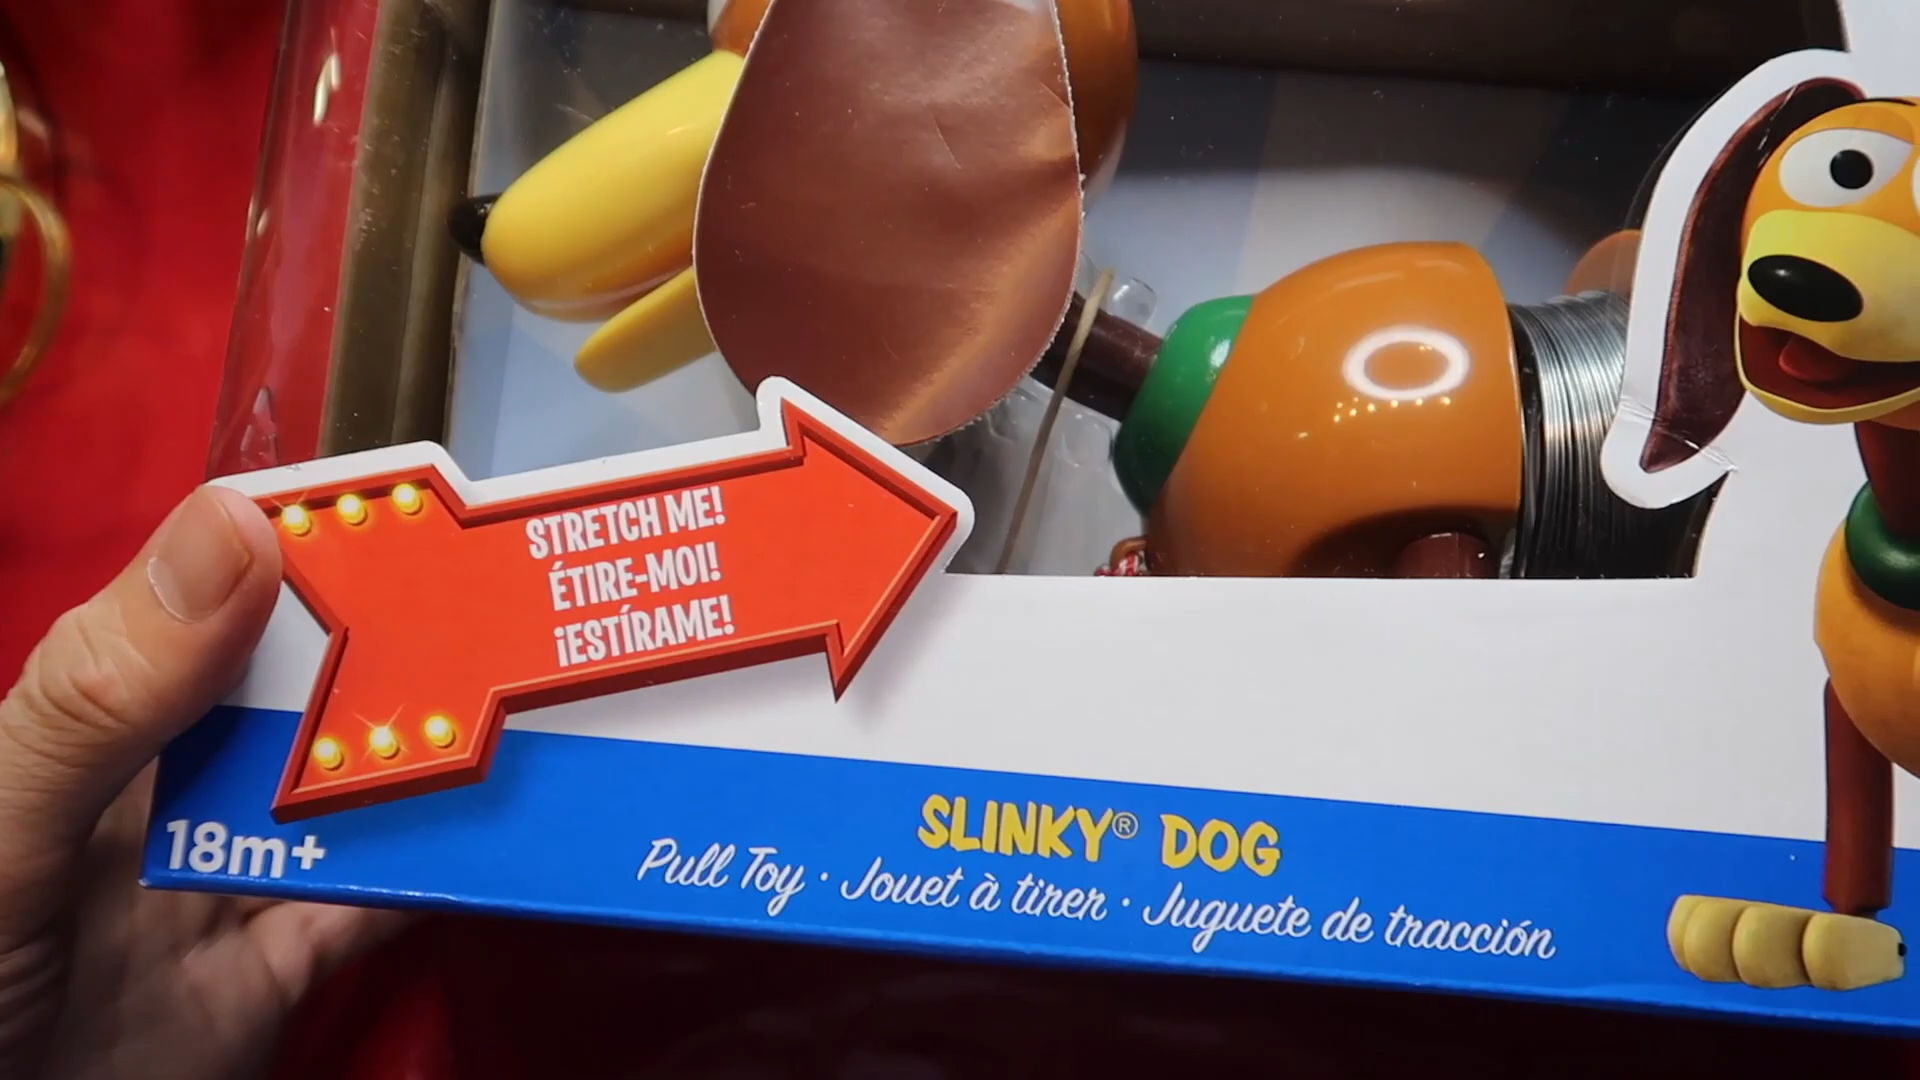 STRETCH ME!
ÉTIRE-MOI!
¡ESTÍRAME!
18m+
SLINKY® DOG
Pull Toy · Jouet à tirer · Juguete de tracción